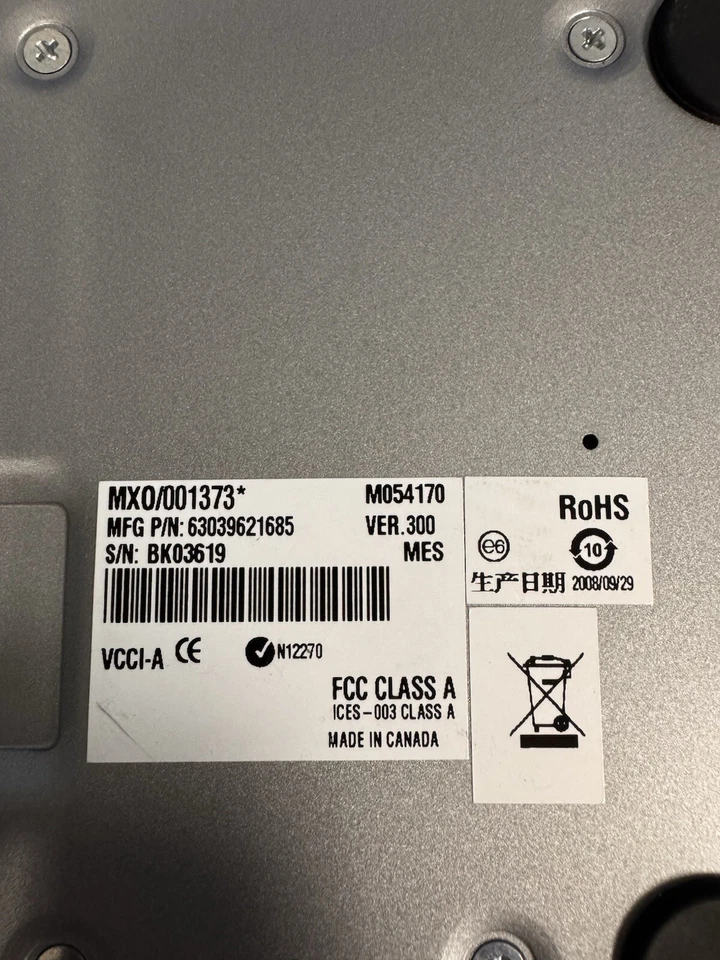 MXO/001373* M054170
MFG P/N: 63039621685 VER.300
S/N: BK03619 MES
VCCI-A CE N12270
FCC CLASS A
ICES-003 CLASS A
MADE IN CANADA
RoHS
e6 10
生产日期 2008/09/29